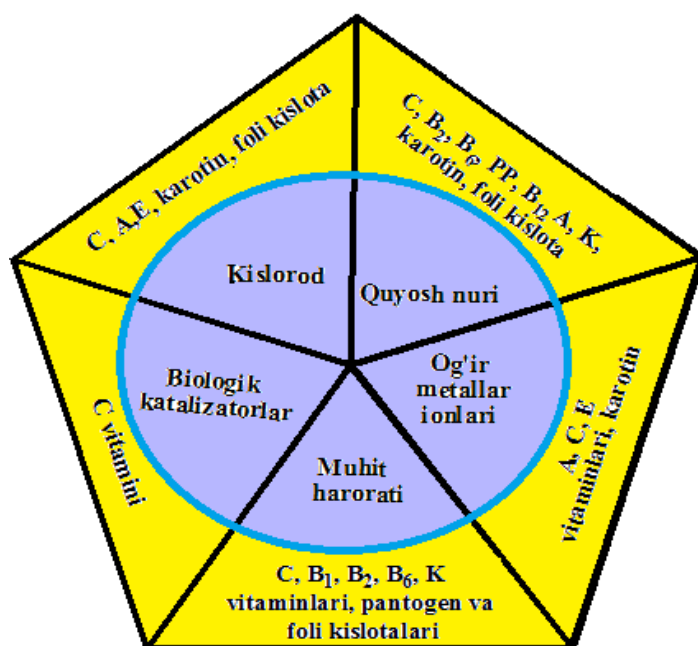 C, A,E, karotin, foli kislota
C, B₂, B₆, PP, B₁₂ A, K,
karotin, foli kislota
Kislorod
Quyosh nuri
Biologik
katalizatorlar
Og'ir
metallar
ionlari
Muhit
harorati
C vitamini
A, C, E
vitaminlari, karotin
C, B₁, B₂, B₆, K
vitaminlari, pantogen va
foli kislotalari